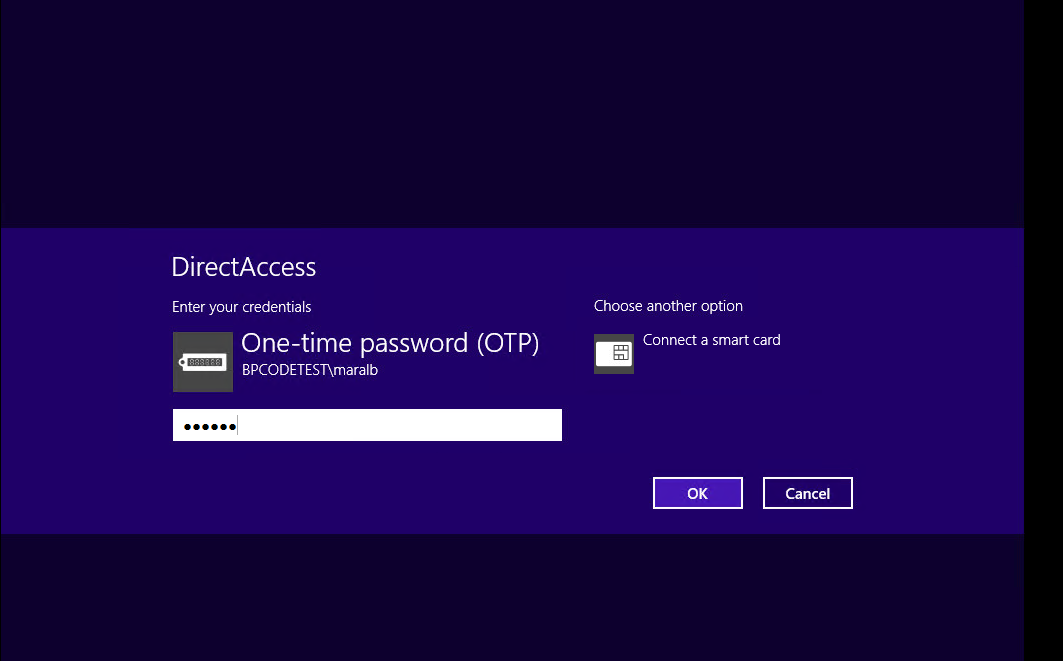 DirectAccess
Enter your credentials
One-time password (OTP)
BPCODETEST\maralb
••••••
Choose another option
Connect a smart card
OK
Cancel